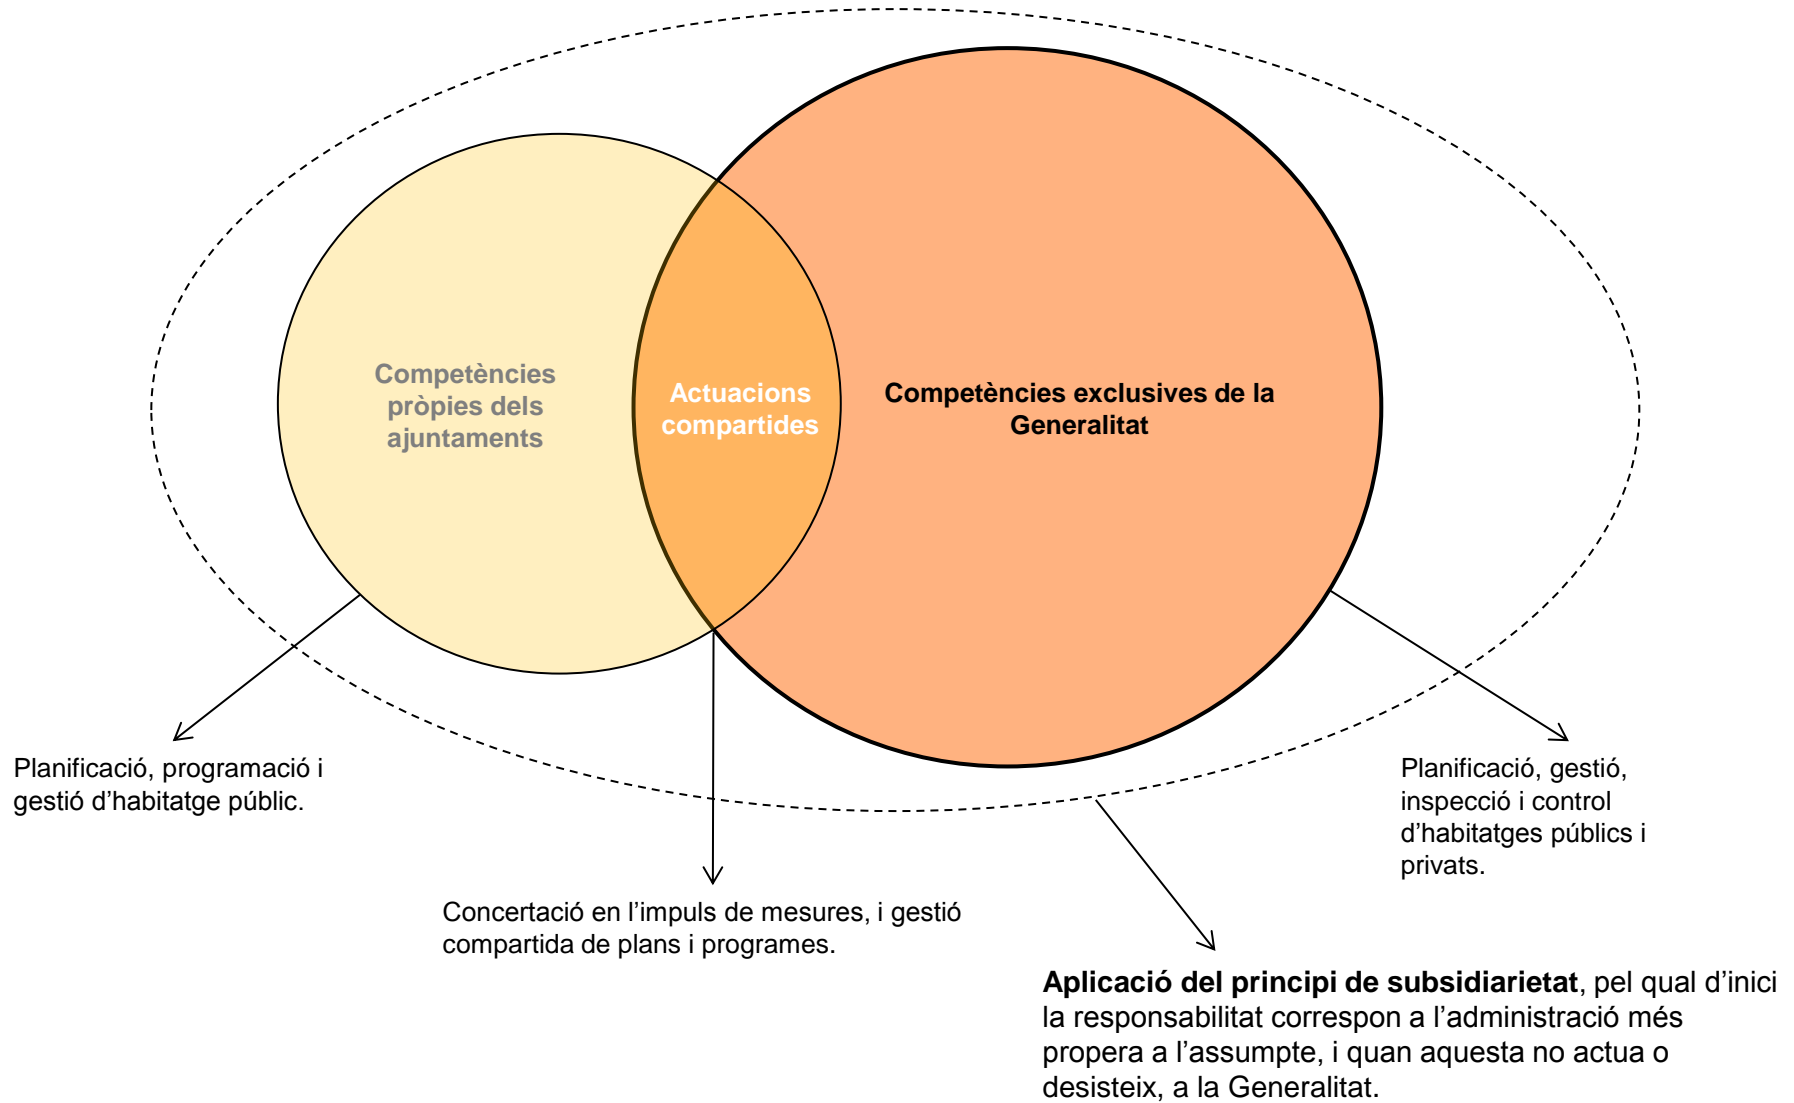 Competències
pròpies dels
ajuntaments
Actuacions
compartides
Competències exclusives de la
Generalitat
Planificació, programació i
gestió d’habitatge públic.
Concertació en l’impuls de mesures, i gestió
compartida de plans i programes.
Planificació, gestió,
inspecció i control
d’habitatges públics i
privats.
Aplicació del principi de subsidiarietat, pel qual d’inici
la responsabilitat correspon a l’administració més
propera a l’assumpte, i quan aquesta no actua o
desisteix, a la Generalitat.